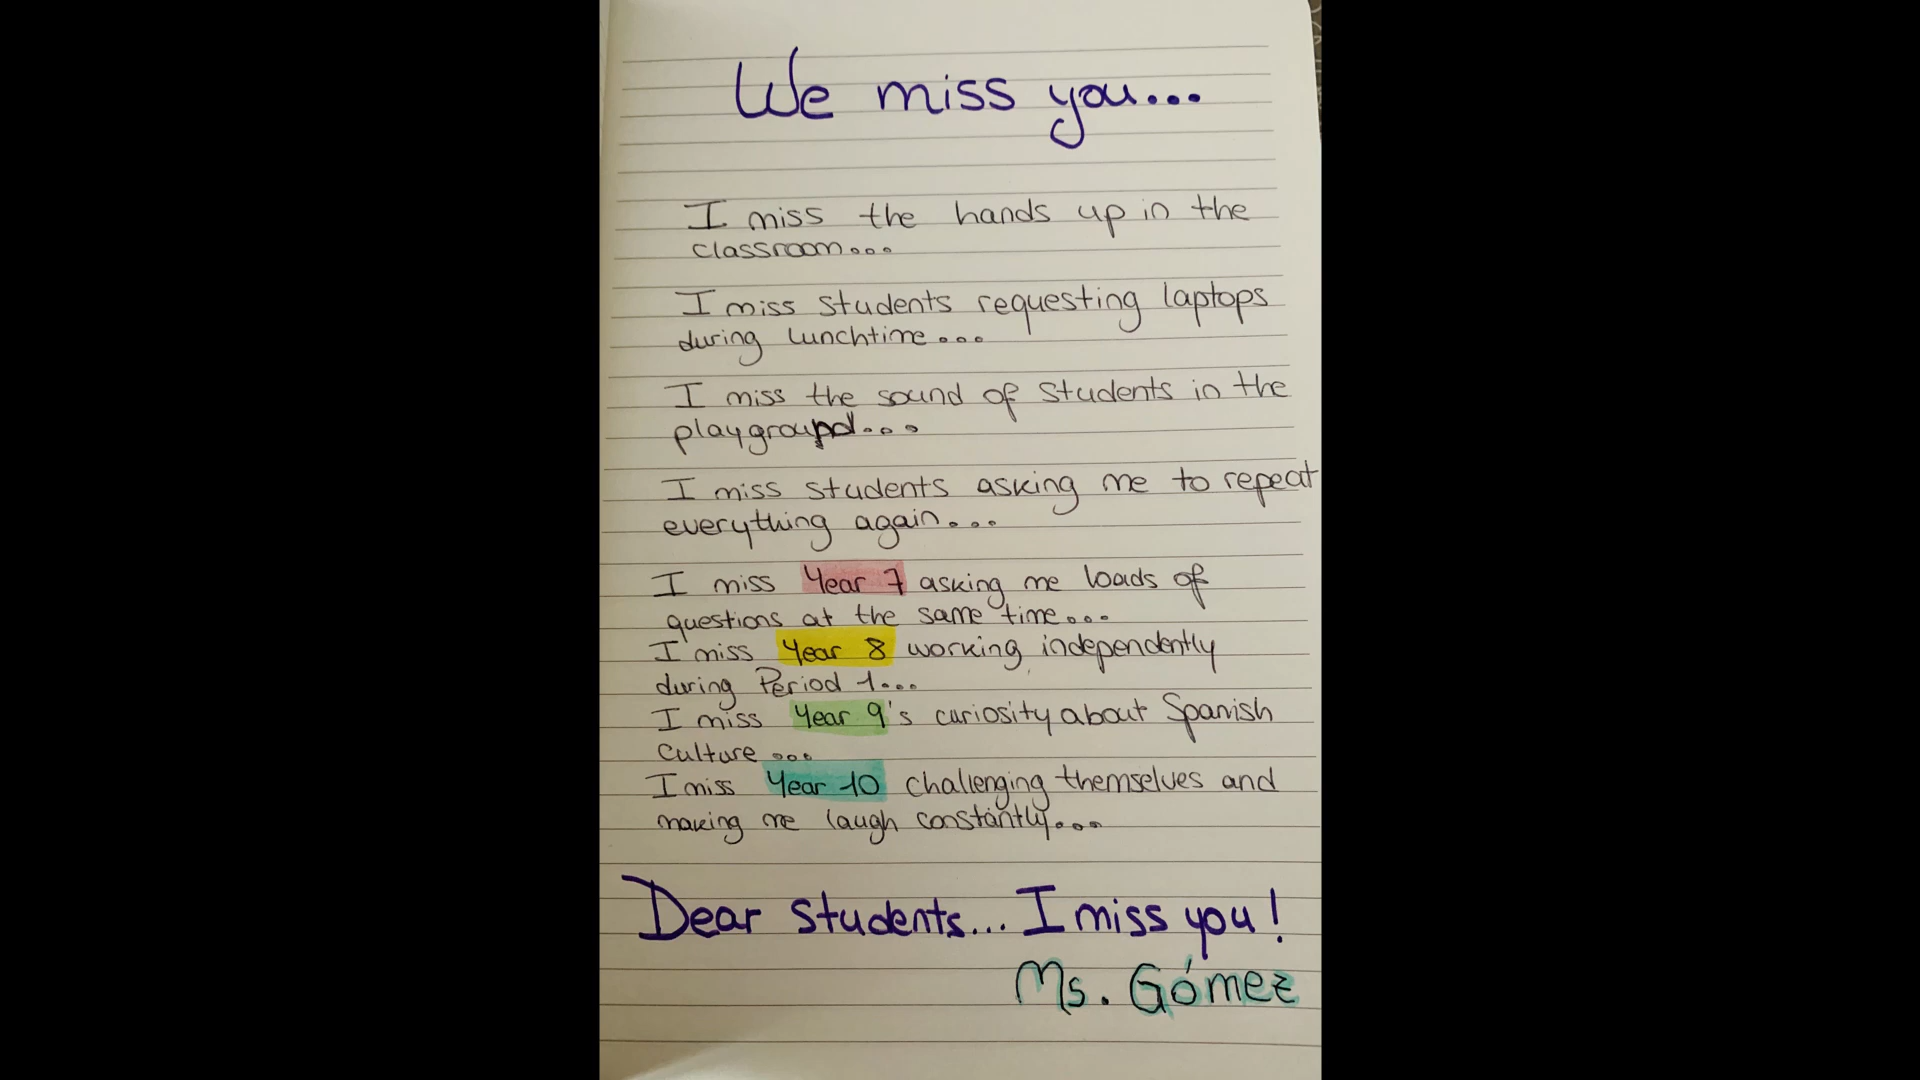 We miss you...
I miss the hands up in the
classroom...
I miss students requesting laptops
during lunchtime...
I miss the sound of students in the
playground...
I miss students asking me to repeat
everything again...
I miss Year 7 asking me loads of
questions at the same time...
I miss Year 8 working independently
during Period 1...
I miss Year 9's curiosity about Spanish
culture...
I miss Year 10 challenging themselves and
making me laugh constantly...
Dear students... I miss you!
Ms. Gómez